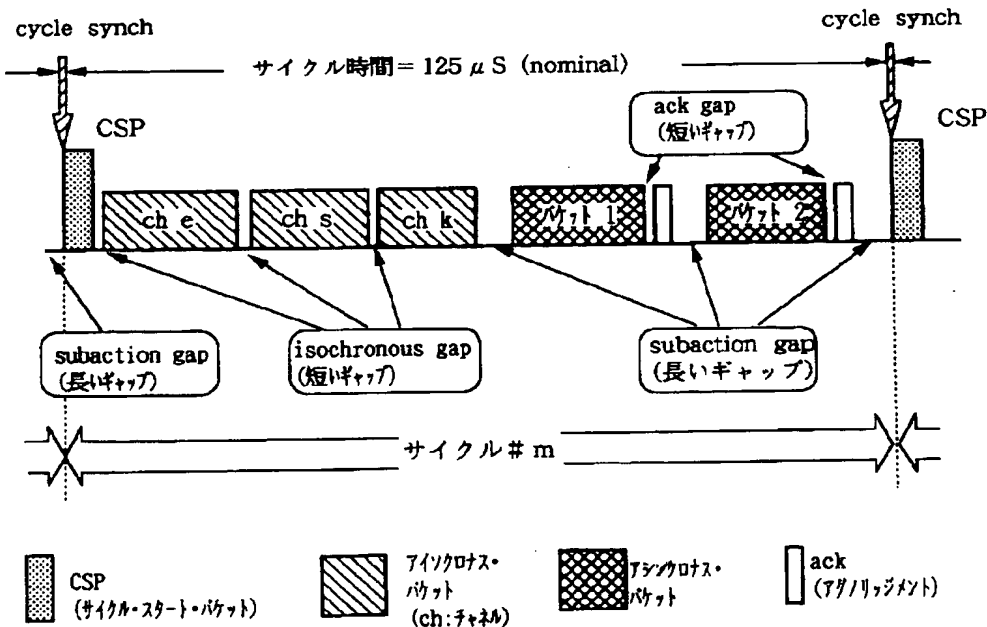 cycle synch
cycle synch
サイクル時間 = 125 μS (nominal)
CSP
ack gap
(短いギャップ)
CSP
ch e
ch s
ch k
パケット 1
パケット 2
subaction gap
(長いギャップ)
isochronous gap
(短いギャップ)
subaction gap
(長いギャップ)
サイクル # m
CSP
(サイクル・スタート・パケット)
アイソクロナス・
パケット
(ch:チャネル)
アシンクロナス・
パケット
ack
(アクノリッジメント)